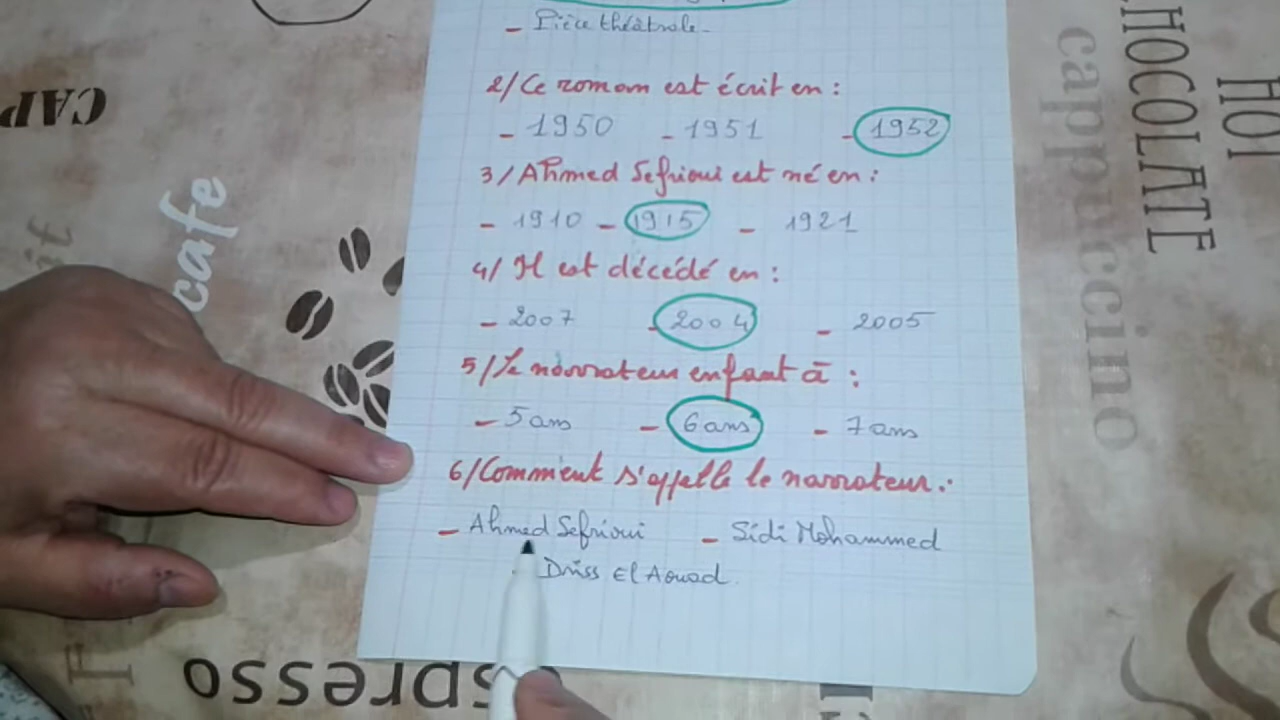 - Pièce théâtrale -
2/ Ce roman est écrit en :
- 1950 - 1951 - 1952
3/ Ahmed Sefrioui est né en :
- 1910 - 1915 - 1921
4/ Il est décédé en :
- 2007 - 2004 - 2005
5/ Le narrateur enfant à :
- 5 ans - 6 ans - 7 ans
6/ Comment s'appelle le narrateur :
- Ahmed Sefrioui - Sidi Mohammed
- Driss El Aouad.
CAP
cafe
espresso
cappuccino
CHOCOLATE
HOT